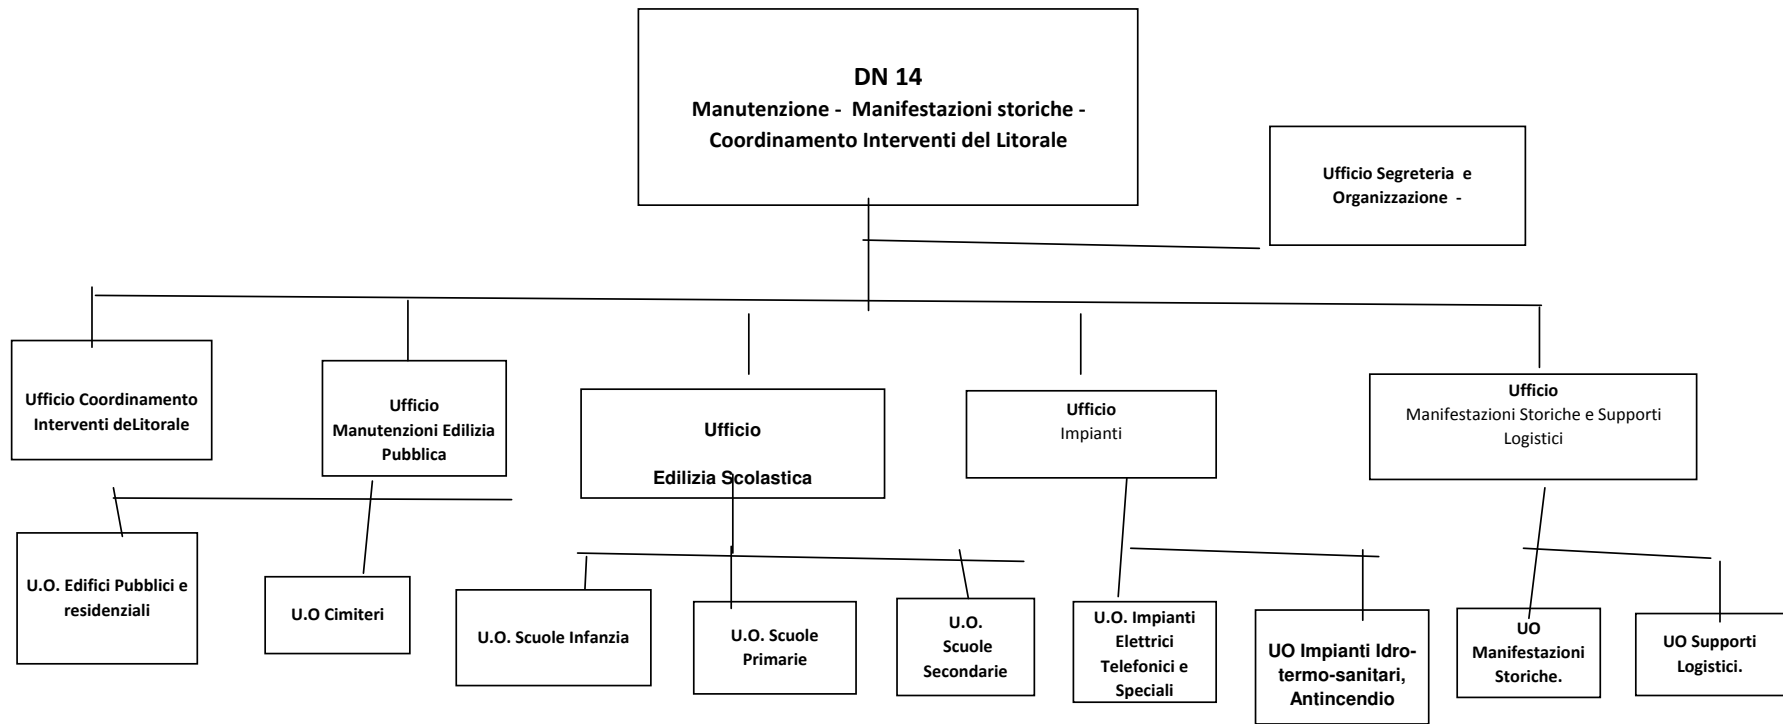 DN 14
Manutenzione - Manifestazioni storiche -
Coordinamento Interventi del Litorale
Ufficio Segreteria e
Organizzazione -
Ufficio Coordinamento
Interventi deLitorale
Ufficio
Manutenzioni Edilizia
Pubblica
Ufficio
Edilizia Scolastica
Ufficio
Impianti
Ufficio
Manifestazioni Storiche e Supporti
Logistici
U.O. Edifici Pubblici e
residenziali
U.O Cimiteri
U.O. Scuole Infanzia
U.O. Scuole
Primarie
U.O.
Scuole
Secondarie
U.O. Impianti
Elettrici
Telefonici e
Speciali
UO Impianti Idro-
termo-sanitari,
Antincendio
UO
Manifestazioni
Storiche.
UO Supporti
Logistici.